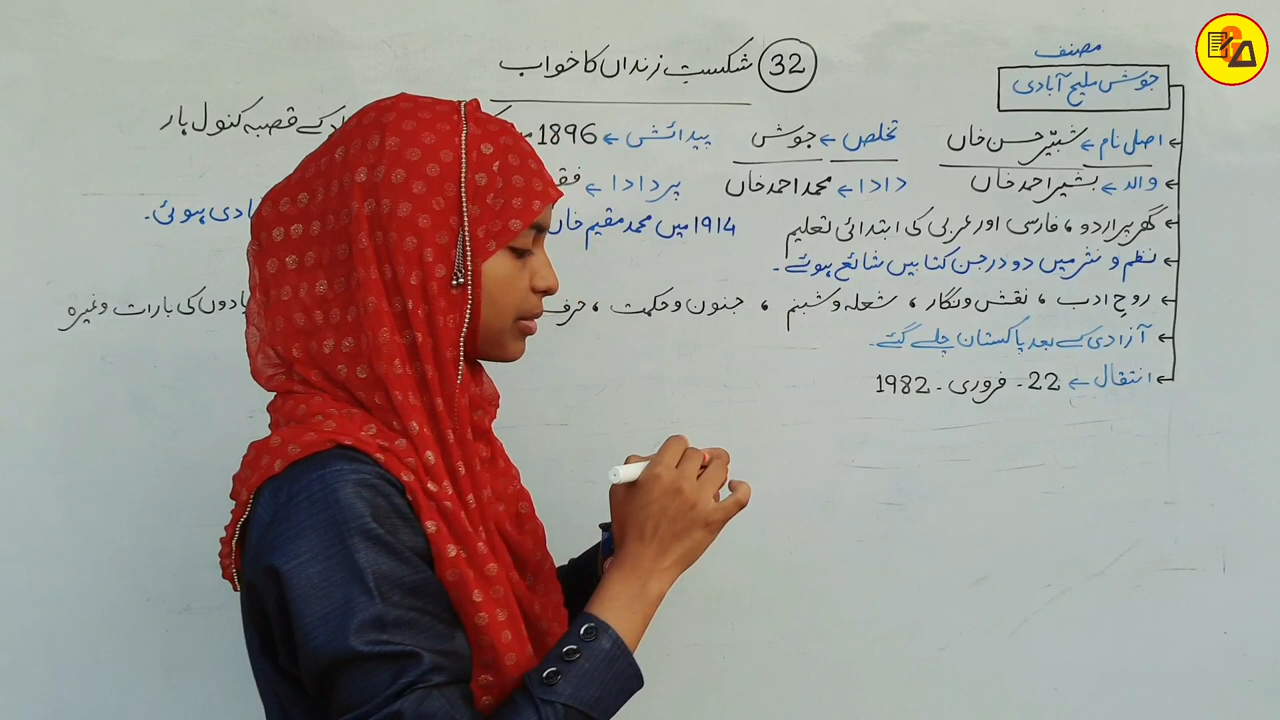 32 شکستِ زنداں کا خواب
مصنف
جوش ملیح آبادی
اصل نام ← شبیر حسن خاں تخلص ← جوش پیدائش ← 1896 کے قصبہ کنول ہار
والد ← بشیر احمد خاں دادا ← محمد احمد خاں پردادا ←
گھر پر اردو ، فارسی اور عربی کی ابتدائی تعلیم 1914 میں محمد مقیم خاں ہوئی۔
نظم و نثر میں دو درجن کتابیں شائع ہوئے۔
روحِ ادب ، نقش و نگار ، شعلہ و شبنم ، جنون و حکمت ، حرف یادوں کی بارات وغیرہ
آزادی کے بعد پاکستان چلے گئے۔
انتقال ← 22 - فروری - 1982